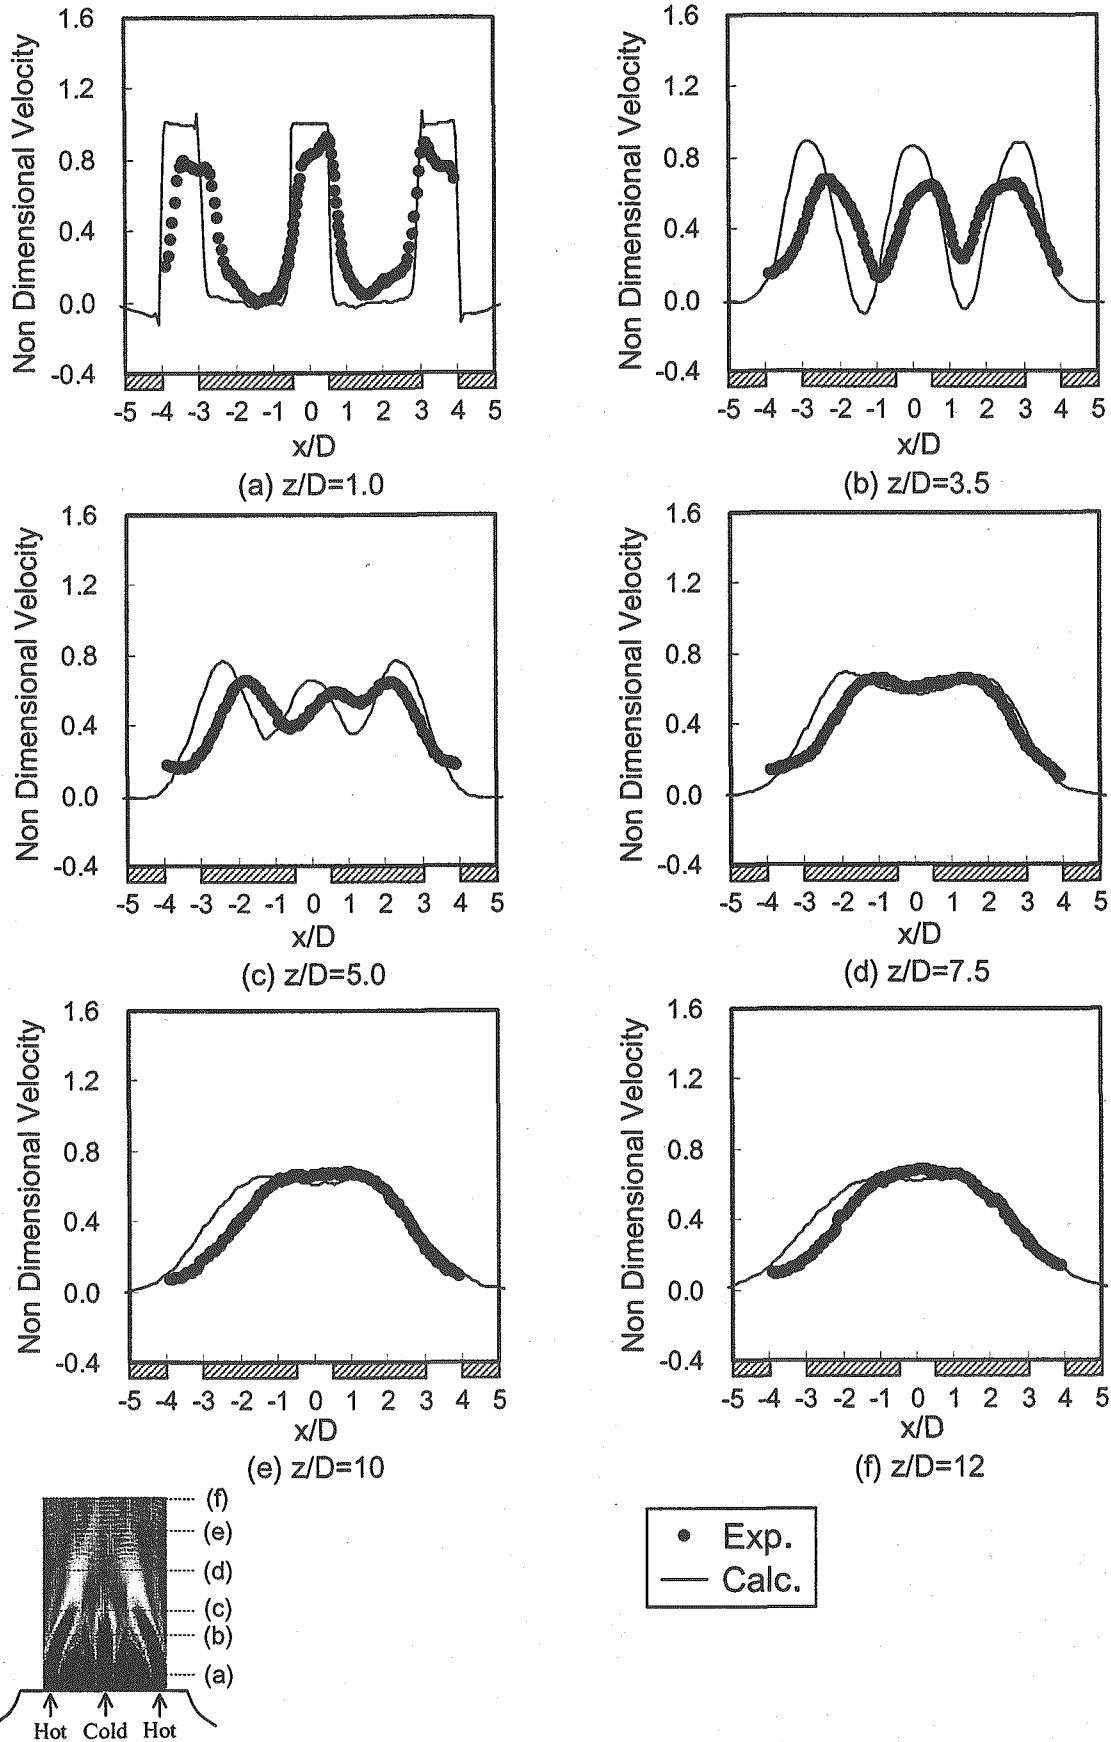 Non Dimensional Velocity
1.6
1.2
0.8
0.4
0.0
-0.4
-5 -4 -3 -2 -1 0 1 2 3 4 5
x/D
(a) z/D=1.0
Non Dimensional Velocity
1.6
1.2
0.8
0.4
0.0
-0.4
-5 -4 -3 -2 -1 0 1 2 3 4 5
x/D
(b) z/D=3.5
Non Dimensional Velocity
1.6
1.2
0.8
0.4
0.0
-0.4
-5 -4 -3 -2 -1 0 1 2 3 4 5
x/D
(c) z/D=5.0
Non Dimensional Velocity
1.6
1.2
0.8
0.4
0.0
-0.4
-5 -4 -3 -2 -1 0 1 2 3 4 5
x/D
(d) z/D=7.5
Non Dimensional Velocity
1.6
1.2
0.8
0.4
0.0
-0.4
-5 -4 -3 -2 -1 0 1 2 3 4 5
x/D
(e) z/D=10
Non Dimensional Velocity
1.6
1.2
0.8
0.4
0.0
-0.4
-5 -4 -3 -2 -1 0 1 2 3 4 5
x/D
(f) z/D=12
(f)
(e)
(d)
(c)
(b)
(a)
Hot Cold Hot
Exp.
Calc.